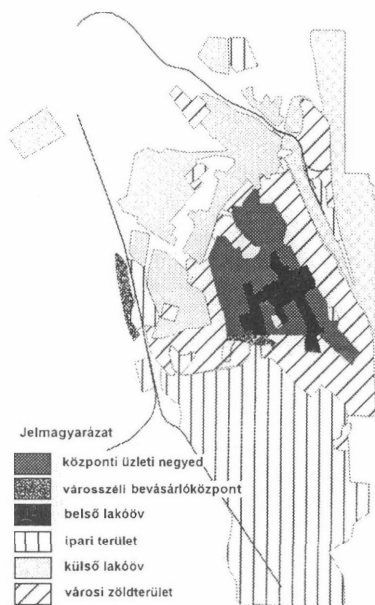 Jelmagyarázat
központi üzleti negyed
városszéli bevásárlóközpont
belső lakóöv
ipari terület
külső lakóöv
városi zöldterület